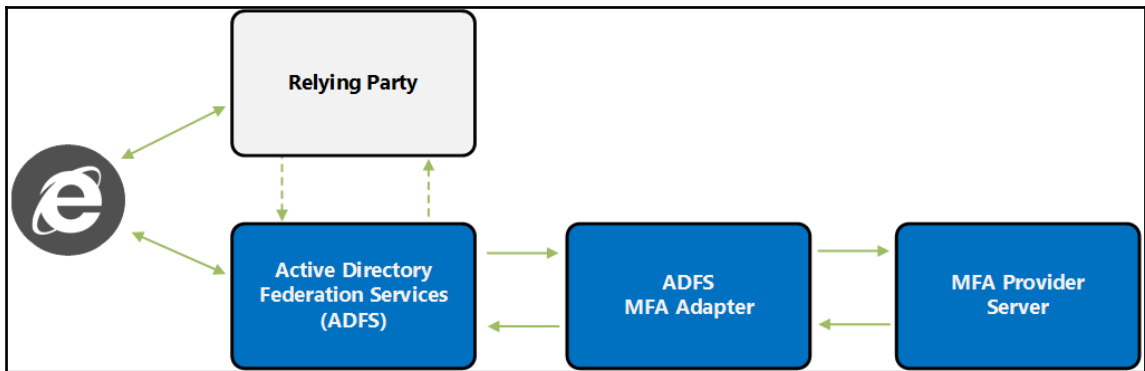 Relying Party
Active Directory
Federation Services
(ADFS)
ADFS
MFA Adapter
MFA Provider
Server